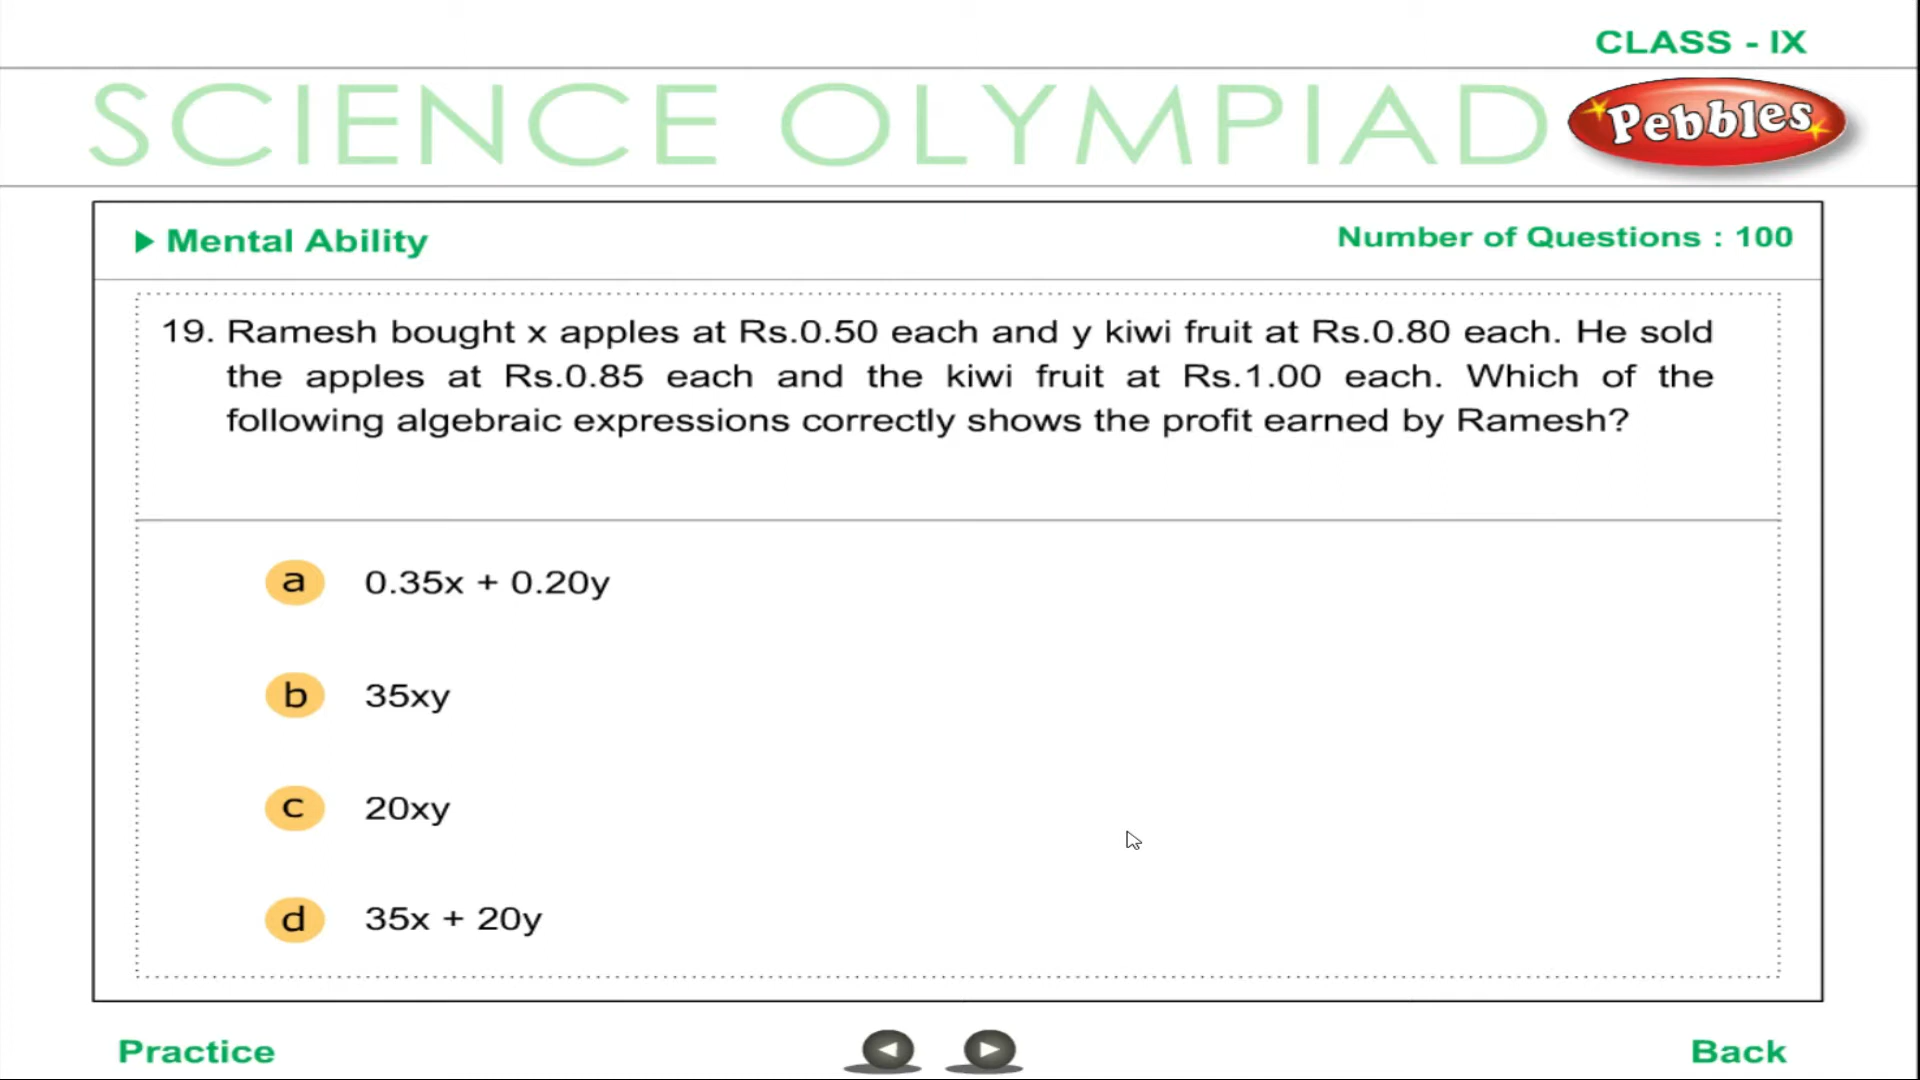 CLASS - IX
SCIENCE OLYMPIAD
Pebbles
Mental Ability
Number of Questions : 100
19. Ramesh bought x apples at Rs.0.50 each and y kiwi fruit at Rs.0.80 each. He sold
the apples at Rs.0.85 each and the kiwi fruit at Rs.1.00 each. Which of the
following algebraic expressions correctly shows the profit earned by Ramesh?
a 0.35x + 0.20y
b 35xy
c 20xy
d 35x + 20y
Practice
Back